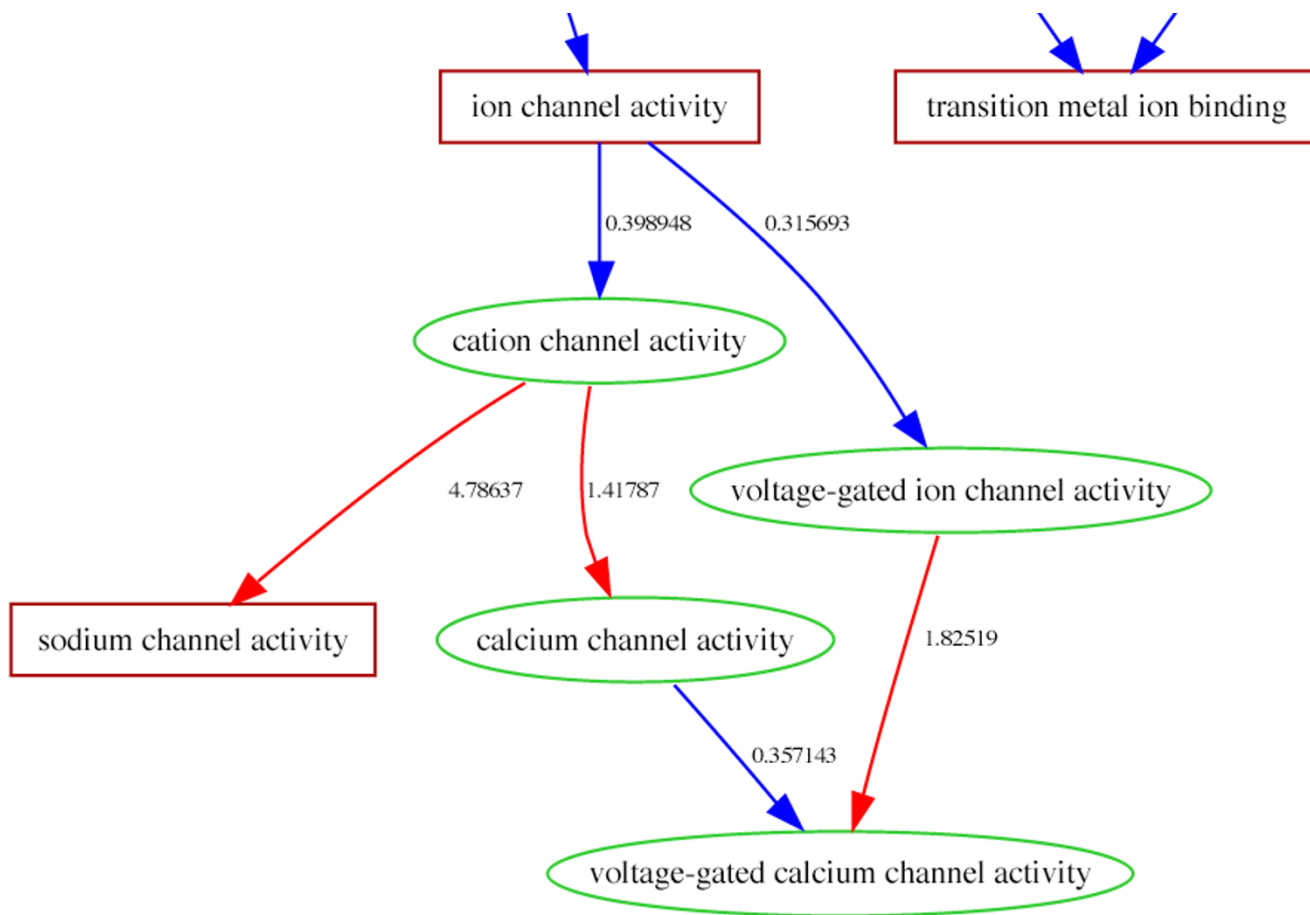 ion channel activity
transition metal ion binding
0.398948
0.315693
cation channel activity
4.78637
1.41787
voltage-gated ion channel activity
sodium channel activity
calcium channel activity
1.82519
0.357143
voltage-gated calcium channel activity